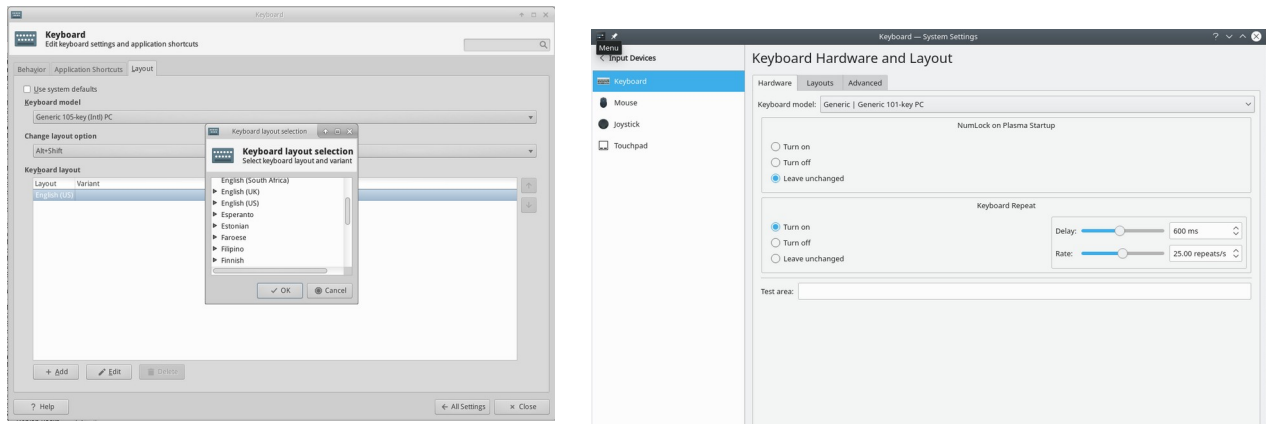 Keyboard
Keyboard
Edit keyboard settings and application shortcuts
Behavior Application Shortcuts Layout
Use system defaults
Keyboard model
Generic 105-key (Intl) PC
Change layout option
Alt+Shift
Keyboard layout
Layout Variant
English (US)
Keyboard layout selection
Keyboard layout selection
Select keyboard layout and variant
English (South Africa)
English (UK)
English (US)
Esperanto
Estonian
Faroese
Filipino
Finnish
OK Cancel
+ Add Edit Delete
? Help All Settings × Close
Keyboard — System Settings
Menu
< Input Devices
Keyboard
Mouse
Joystick
Touchpad
Keyboard Hardware and Layout
Hardware Layouts Advanced
Keyboard model: Generic | Generic 101-key PC
NumLock on Plasma Startup
Turn on
Turn off
Leave unchanged
Keyboard Repeat
Turn on
Turn off
Leave unchanged
Delay: 600 ms
Rate: 25.00 repeats/s
Test area: